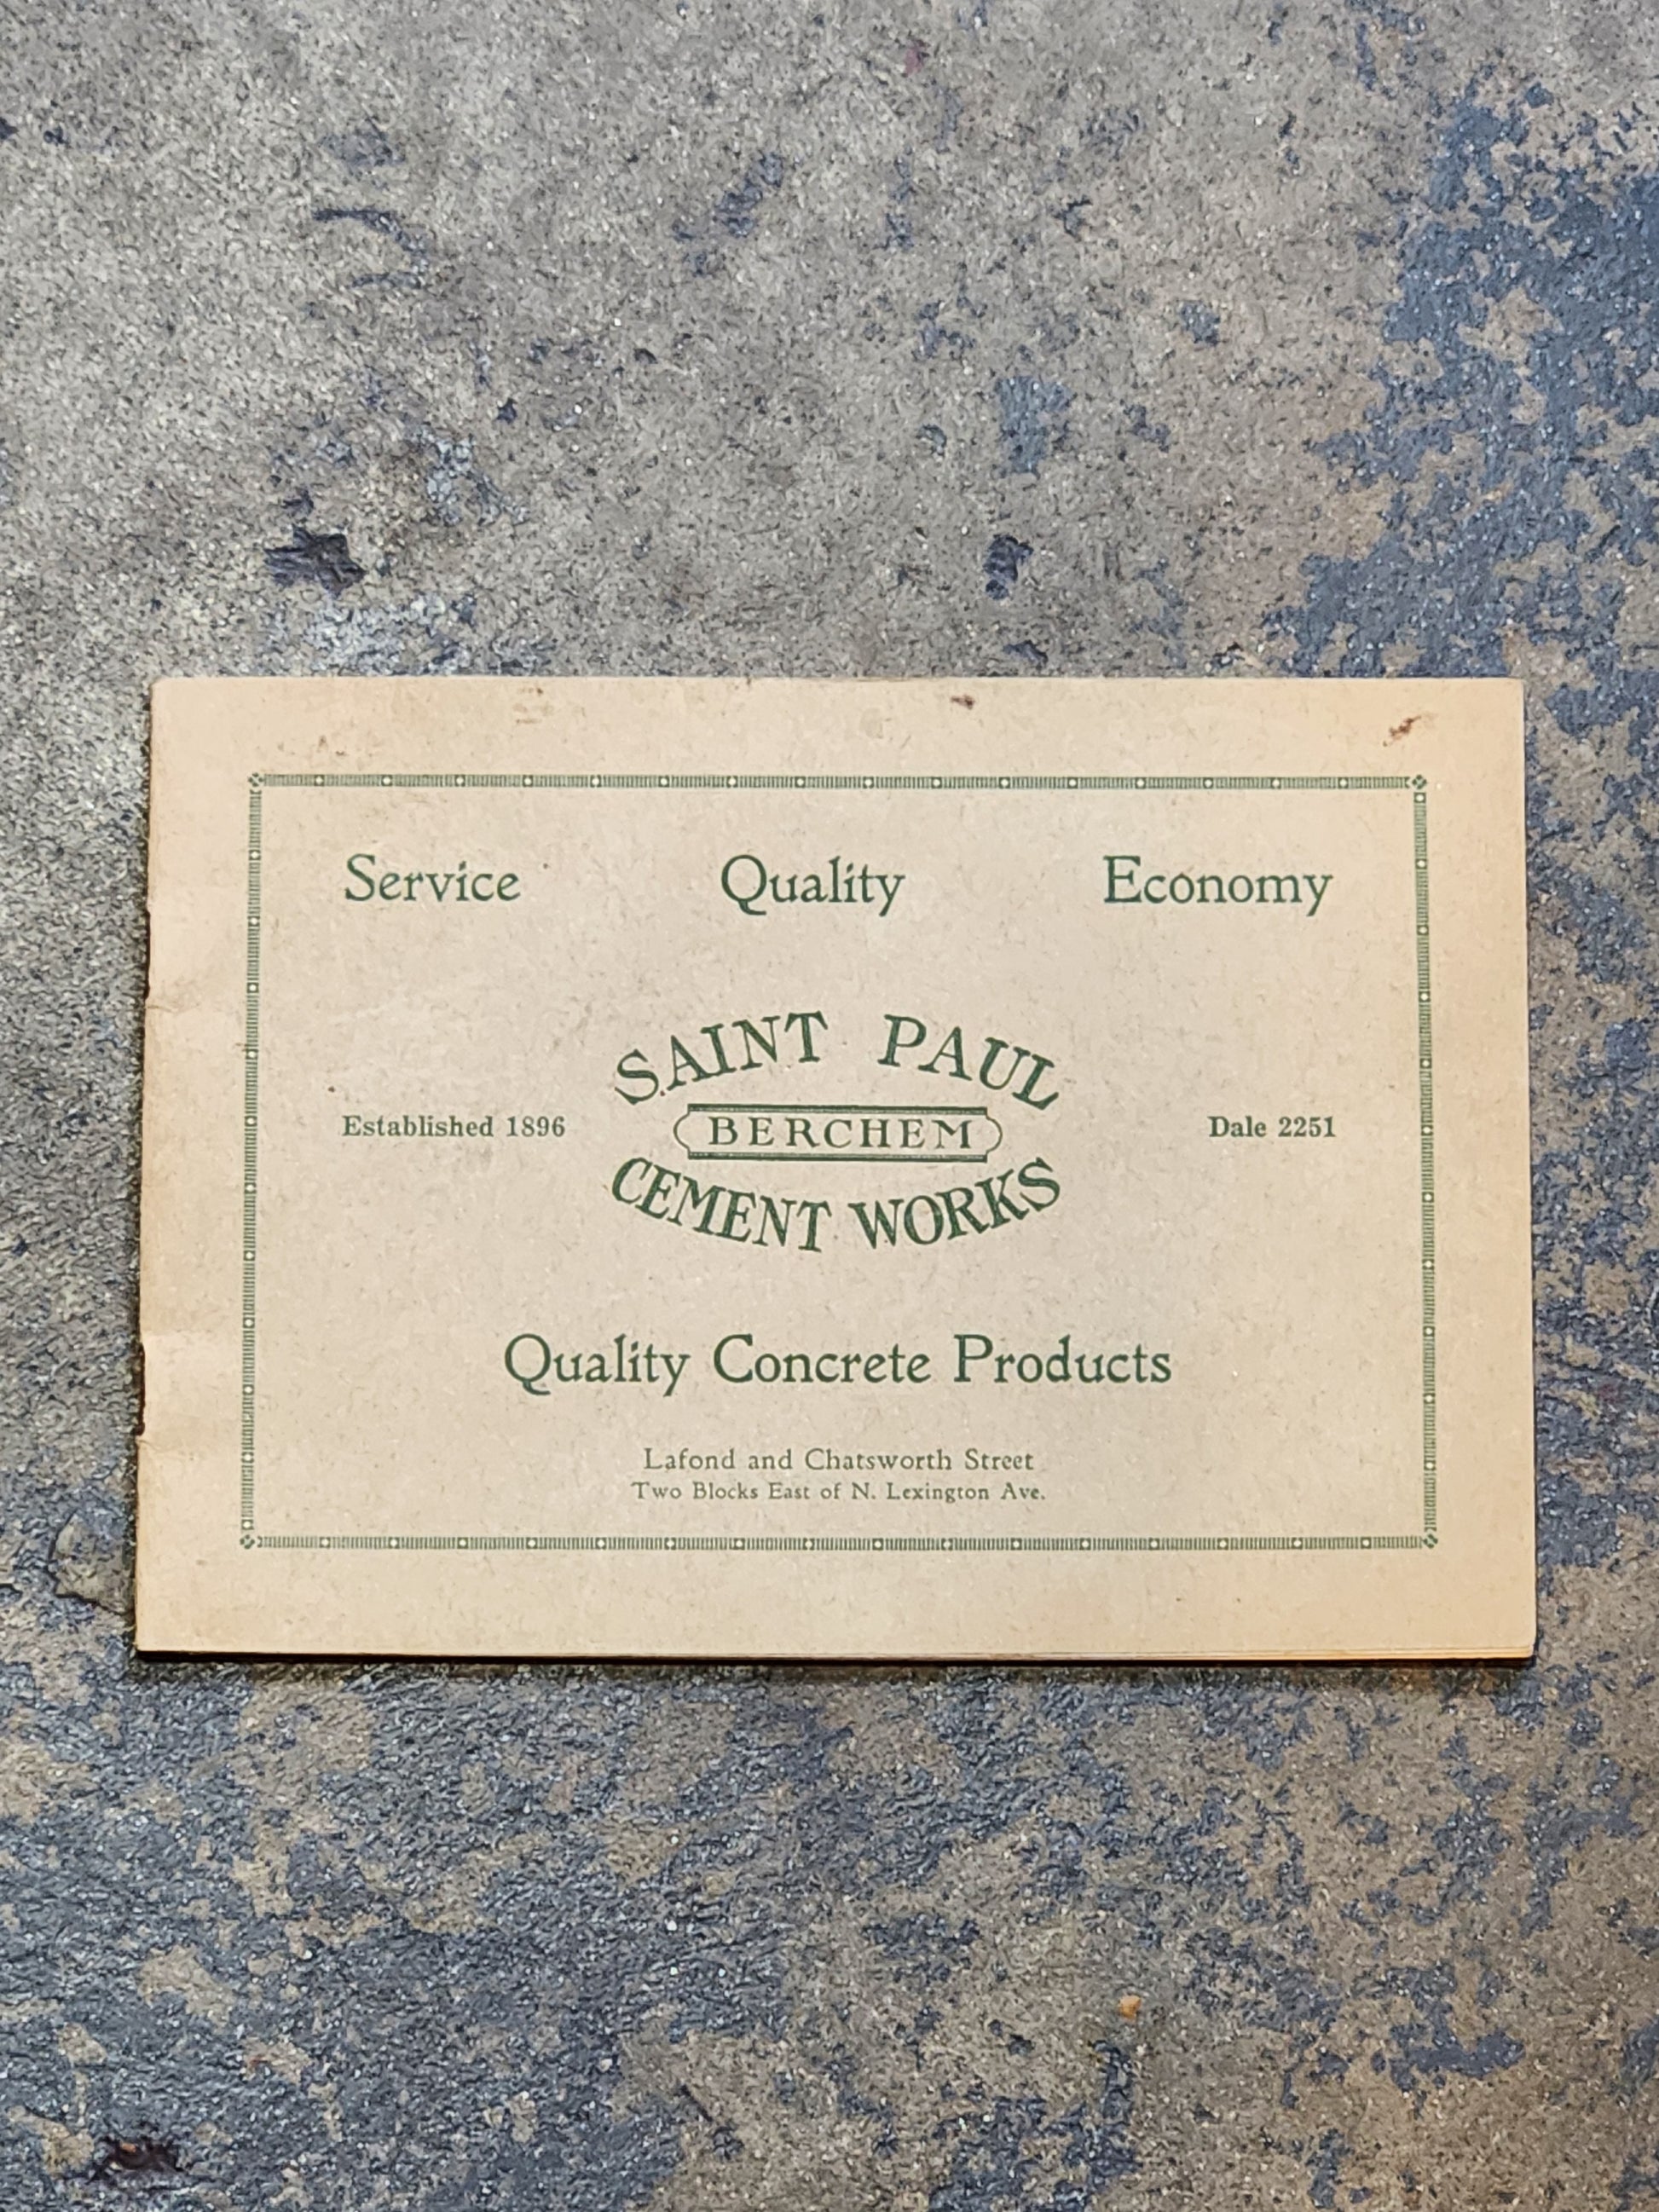 Service Quality Economy
SAINT PAUL
Established 1896 BERCHEM Dale 2251
CEMENT WORKS
Quality Concrete Products
Lafond and Chatsworth Street
Two Blocks East of N. Lexington Ave.